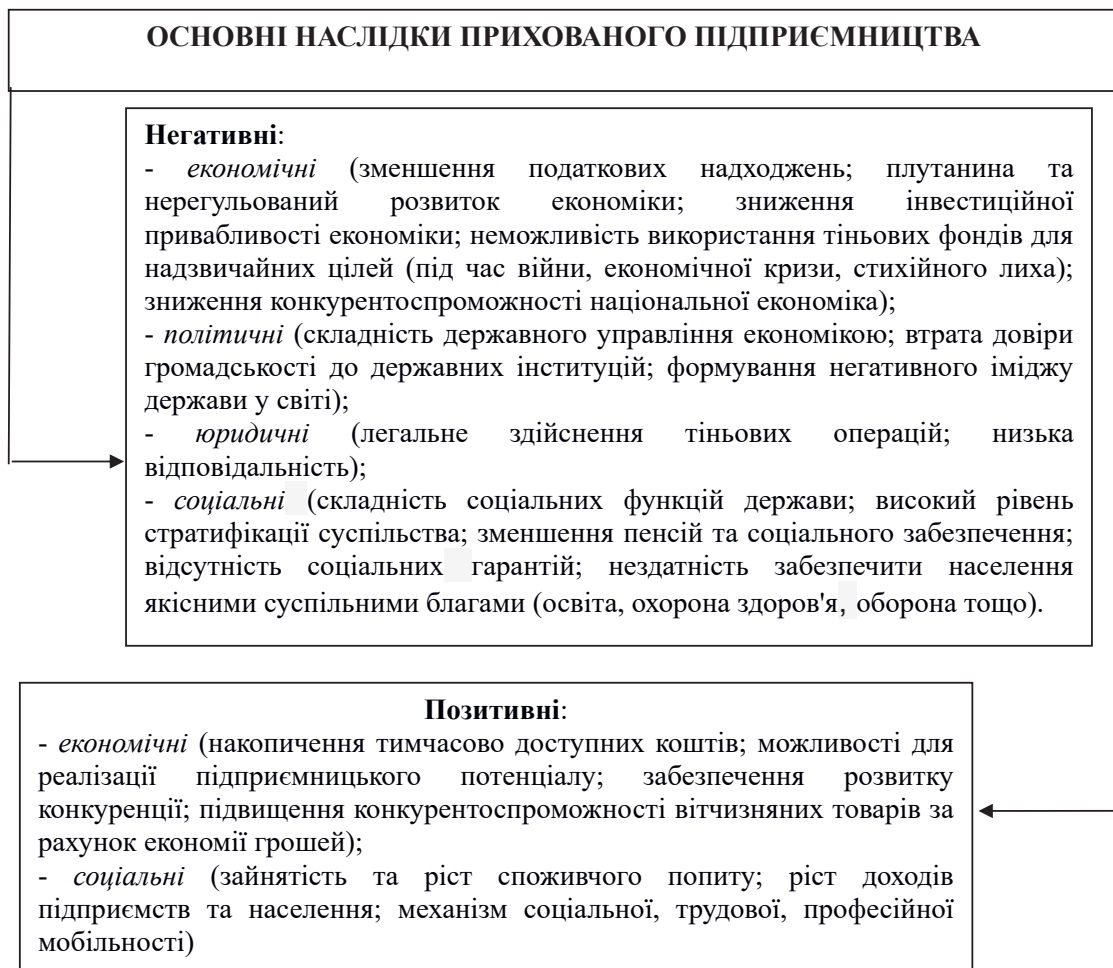 ОСНОВНІ НАСЛІДКИ ПРИХОВАНОГО ПІДПРИЄМНИЦТВА
Негативні:
- економічні (зменшення податкових надходжень; плутанина та
нерегульований розвиток економіки; зниження інвестиційної
привабливості економіки; неможливість використання тіньових фондів для
надзвичайних цілей (під час війни, економічної кризи, стихійного лиха);
зниження конкурентоспроможності національної економіка);
- політичні (складність державного управління економікою; втрата довіри
громадськості до державних інституцій; формування негативного іміджу
держави у світі);
- юридичні (легальне здійснення тіньових операцій; низька
відповідальність);
- соціальні (складність соціальних функцій держави; високий рівень
стратифікації суспільства; зменшення пенсій та соціального забезпечення;
відсутність соціальних гарантій; нездатність забезпечити населення
якісними суспільними благами (освіта, охорона здоров'я, оборона тощо).
Позитивні:
- економічні (накопичення тимчасово доступних коштів; можливості для
реалізації підприємницького потенціалу; забезпечення розвитку
конкуренції; підвищення конкурентоспроможності вітчизняних товарів за
рахунок економії грошей);
- соціальні (зайнятість та ріст споживчого попиту; ріст доходів
підприємств та населення; механізм соціальної, трудової, професійної
мобільності)